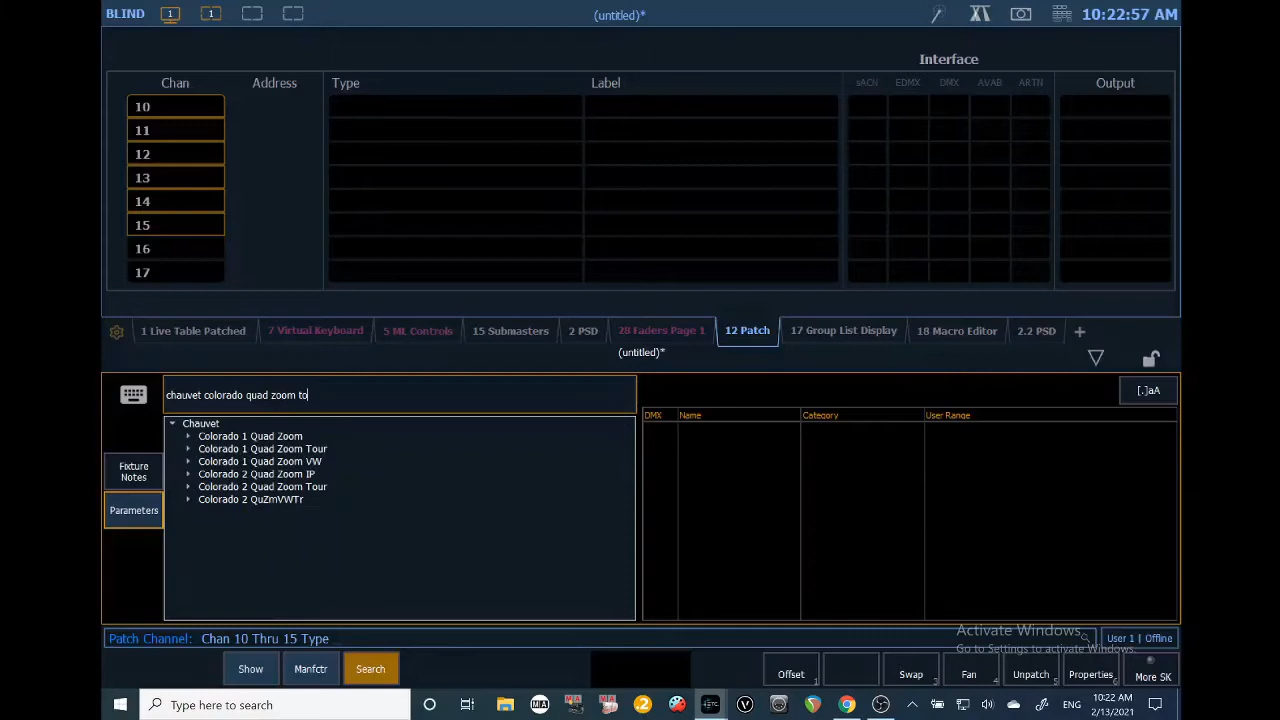 BLIND 1 1 (untitled)* 10:22:57 AM
Interface
Chan Address Type Label sACN EDMX DMX AVAB ARTN Output
10
11
12
13
14
15
16
17
1 Live Table Patched 7 Virtual Keyboard 5 ML Controls 15 Submasters 2 PSD 28 Faders Page 1 12 Patch 17 Group List Display 18 Macro Editor 2.2 PSD +
(untitled)*
chauvet colorado quad zoom to [.]aA
DMX Name Category User Range
Chauvet
Colorado 1 Quad Zoom
Colorado 1 Quad Zoom Tour
Colorado 1 Quad Zoom VW
Colorado 2 Quad Zoom IP
Colorado 2 Quad Zoom Tour
Colorado 2 QuZmVWTr
Fixture
Notes
Parameters
Activate Windows
Go to Settings to activate Windows.
Patch Channel: Chan 10 Thru 15 Type User 1 | Offline
Show Manfctr Search Offset 1 Swap 3 Fan 4 Unpatch 5 Properties 6 More SK
Type here to search 2 ENG 10:22 AM
2/13/2021